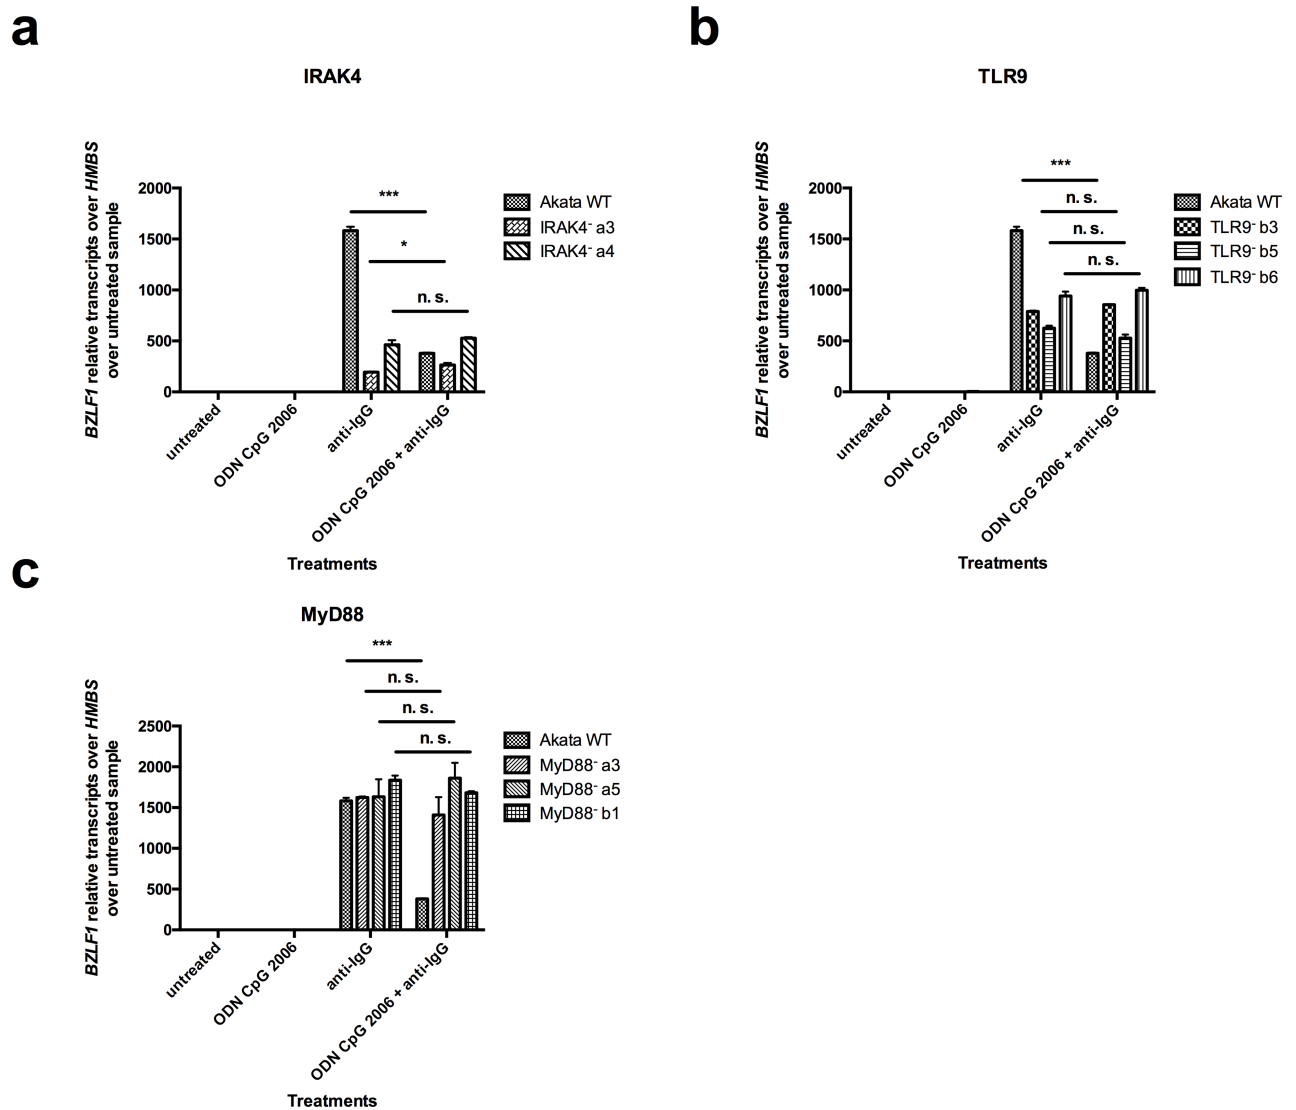 a
IRAK4
BZLF1 relative transcripts over HMBS
over untreated sample
2000
1500
1000
500
0
***
*
n. s.
Akata WT
IRAK4- a3
IRAK4- a4
untreated
ODN CpG 2006
anti-IgG
ODN CpG 2006 + anti-IgG
Treatments
b
TLR9
BZLF1 relative transcripts over HMBS
over untreated sample
2000
1500
1000
500
0
***
n. s.
n. s.
n. s.
Akata WT
TLR9- b3
TLR9- b5
TLR9- b6
untreated
ODN CpG 2006
anti-IgG
ODN CpG 2006 + anti-IgG
Treatments
c
MyD88
BZLF1 relative transcripts over HMBS
over untreated sample
2500
2000
1500
1000
500
0
***
n. s.
n. s.
n. s.
Akata WT
MyD88- a3
MyD88- a5
MyD88- b1
untreated
ODN CpG 2006
anti-IgG
ODN CpG 2006 + anti-IgG
Treatments